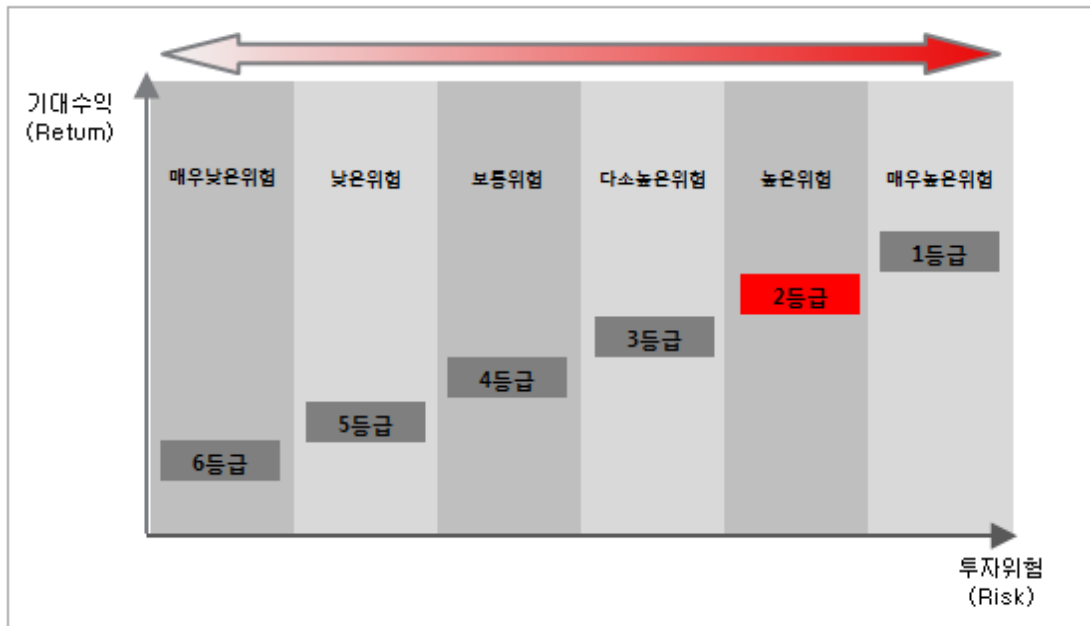 기대수익
(Retum)
매우낮은위험
낮은위험
보통위험
다소높은위험
높은위험
매우높은위험
1등급
2등급
3등급
4등급
5등급
6등급
투자위험
(Risk)